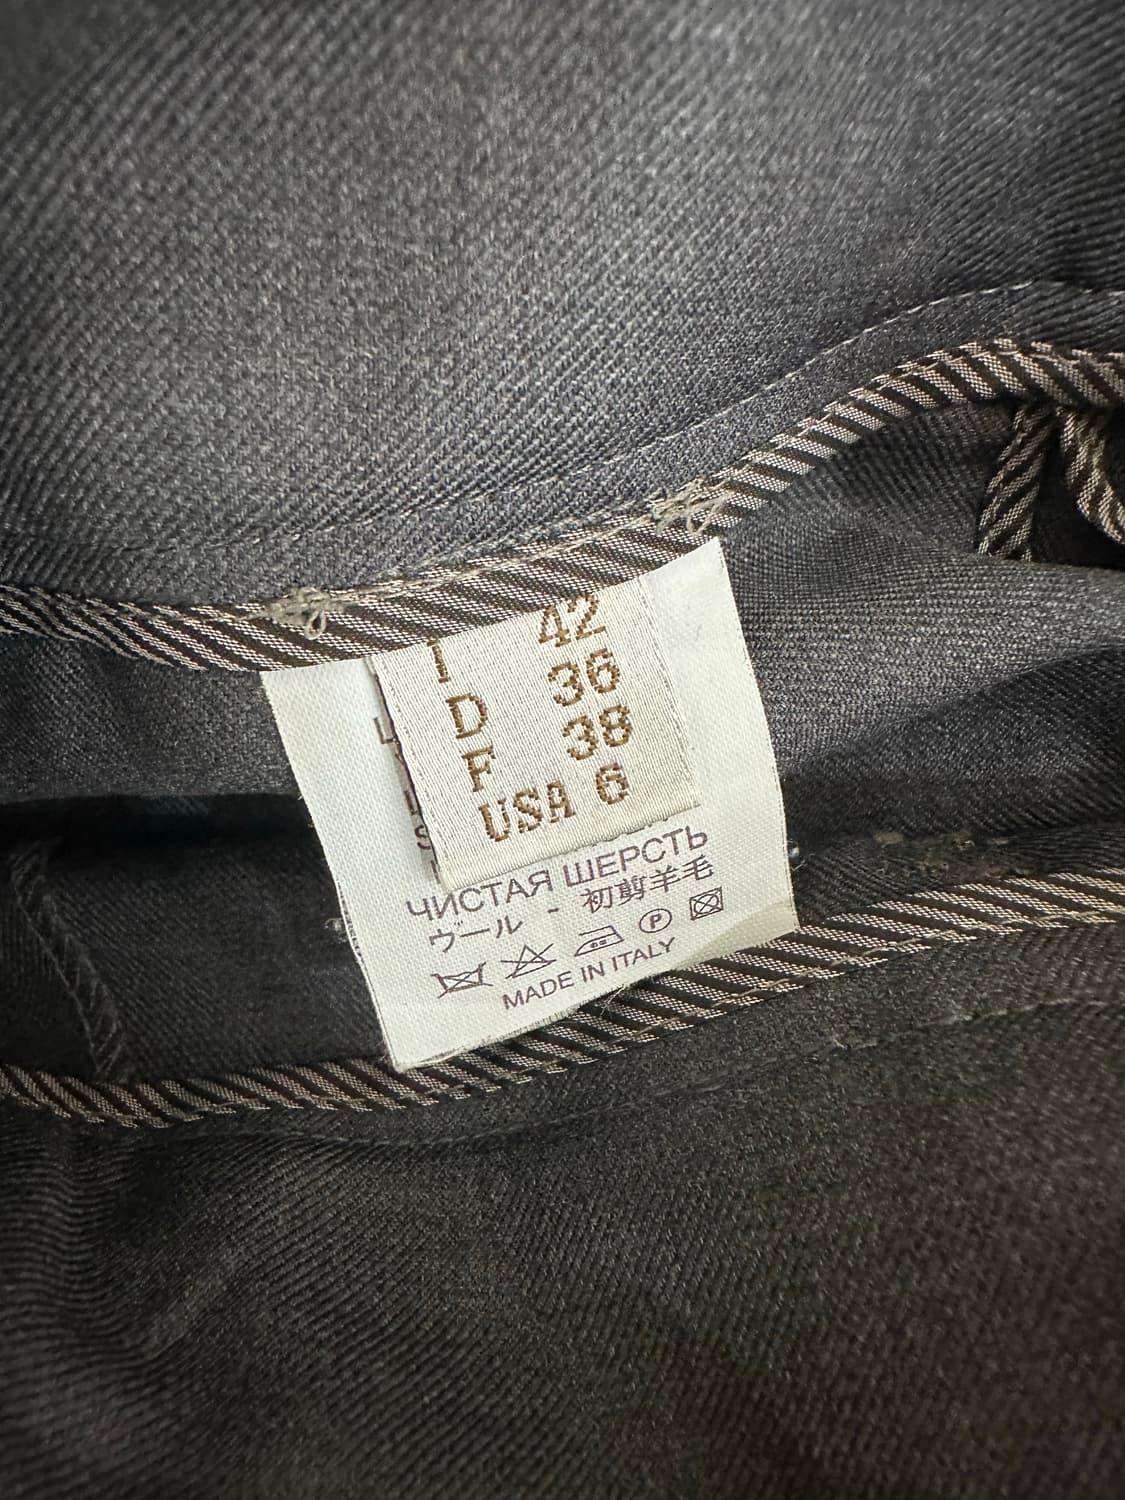 I 42
D 36
F 38
USA 6
ЧИСТАЯ ШЕРСТЬ
ウール - 初剪羊毛
P
MADE IN ITALY